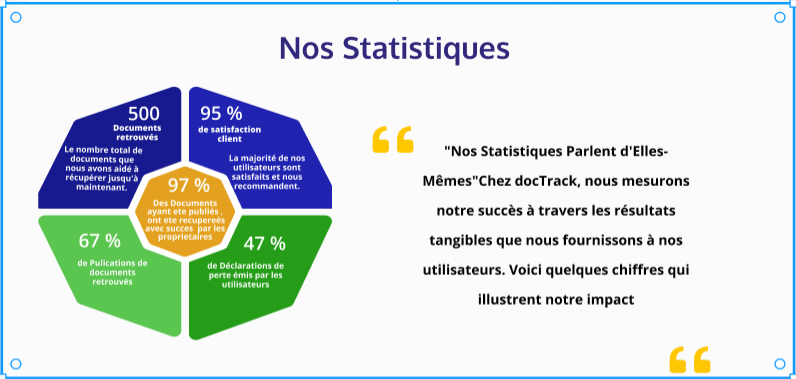 Nos Statistiques
500
Documents
retrouvés
Le nombre total de
documents que
nous avons aidé à
récupérer jusqu'à
maintenant.
95 %
de satisfaction
client
La majorité de nos
utilisateurs sont
satisfaits et nous
recommandent.
97 %
Des Documents
ayant ete publiés ,
ont ete recupereés
avec succes par les
proprietaires
67 %
de Pulications de
documents
retrouvés
47 %
de Déclarations de
perte émis par les
utilisateurs
"Nos Statistiques Parlent d'Elles-
Mêmes"Chez docTrack, nous mesurons
notre succès à travers les résultats
tangibles que nous fournissons à nos
utilisateurs. Voici quelques chiffres qui
illustrent notre impact